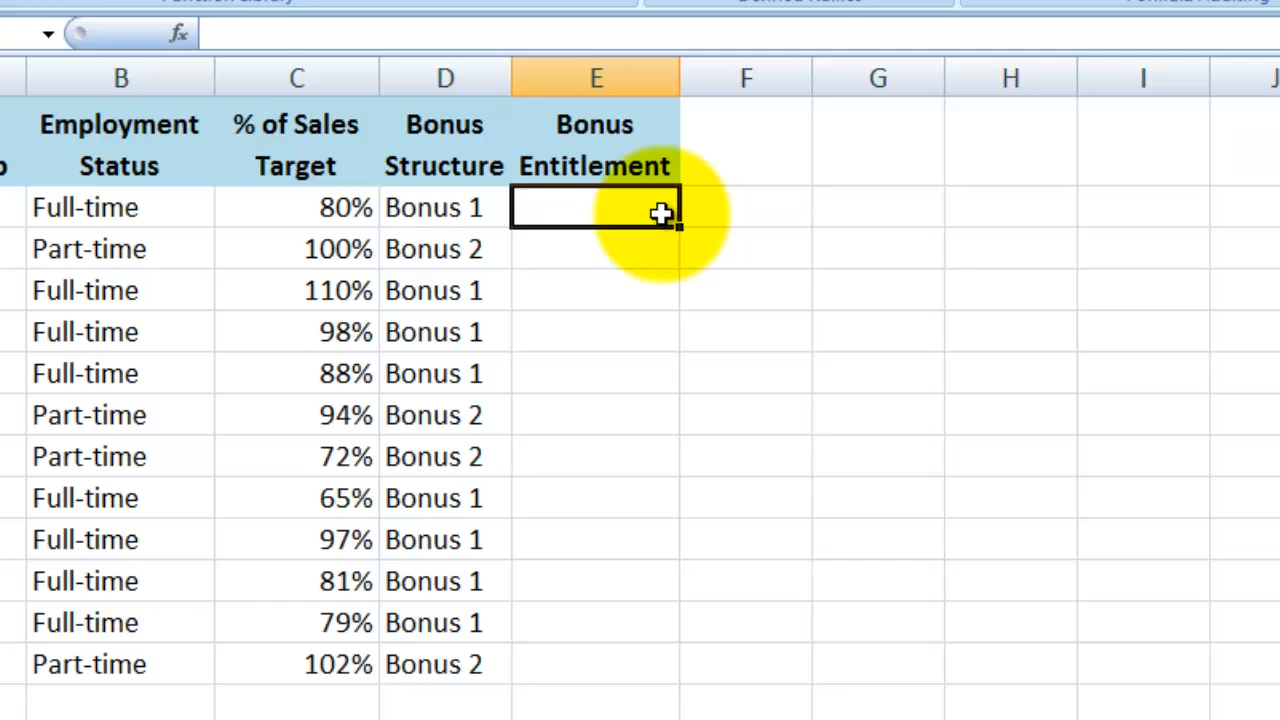 fx
B C D E F G H I J
Employment % of Sales Bonus Bonus
Status Target Structure Entitlement
Full-time 80% Bonus 1
Part-time 100% Bonus 2
Full-time 110% Bonus 1
Full-time 98% Bonus 1
Full-time 88% Bonus 1
Part-time 94% Bonus 2
Part-time 72% Bonus 2
Full-time 65% Bonus 1
Full-time 97% Bonus 1
Full-time 81% Bonus 1
Full-time 79% Bonus 1
Part-time 102% Bonus 2